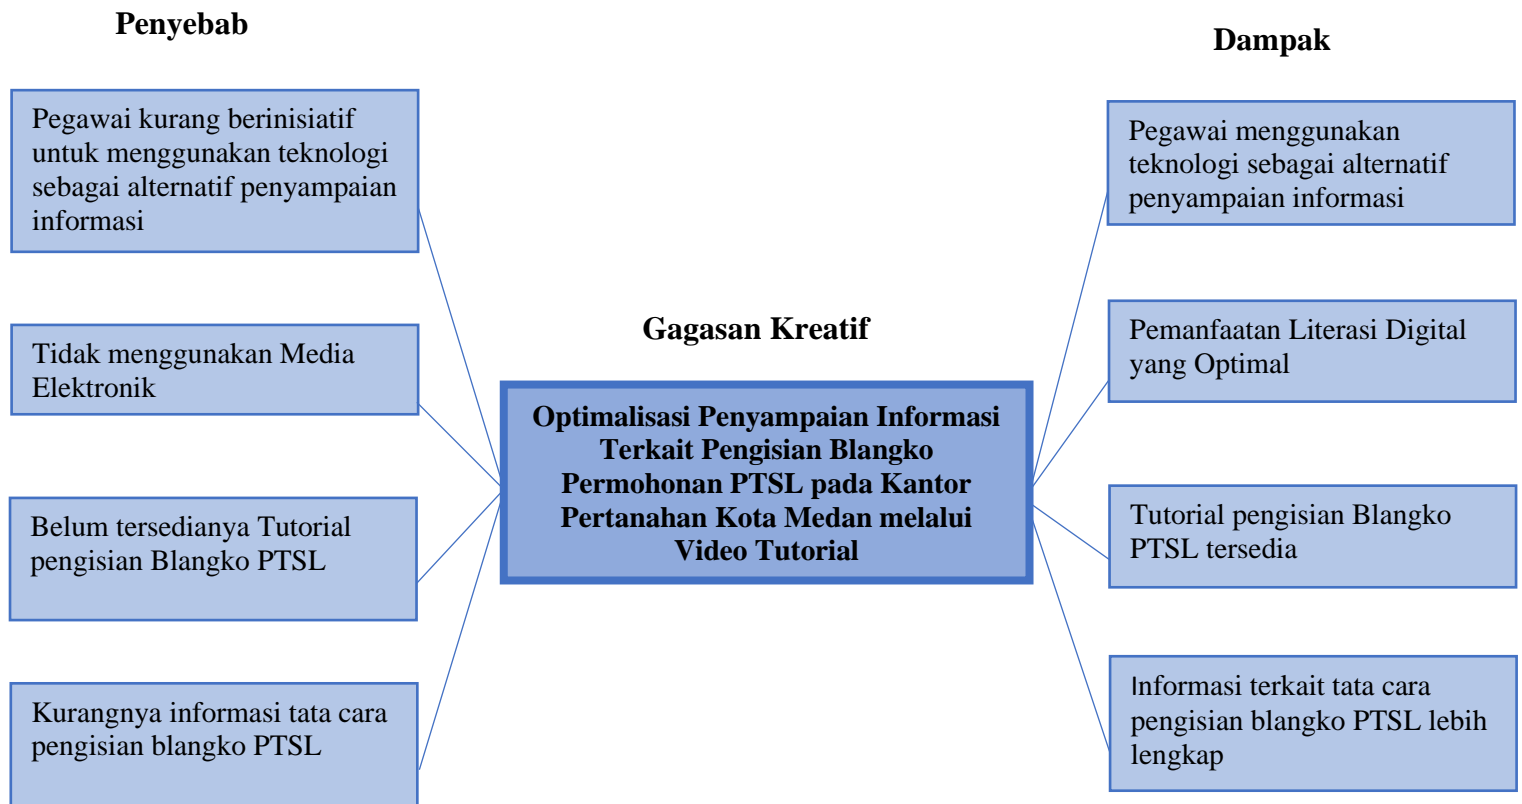 Penyebab
Pegawai kurang berinisiatif
untuk menggunakan teknologi
sebagai alternatif penyampaian
informasi
Tidak menggunakan Media
Elektronik
Belum tersedianya Tutorial
pengisian Blangko PTSL
Kurangnya informasi tata cara
pengisian blangko PTSL
Gagasan Kreatif
Optimalisasi Penyampaian Informasi
Terkait Pengisian Blangko
Permohonan PTSL pada Kantor
Pertanahan Kota Medan melalui
Video Tutorial
Dampak
Pegawai menggunakan
teknologi sebagai alternatif
penyampaian informasi
Pemanfaatan Literasi Digital
yang Optimal
Tutorial pengisian Blangko
PTSL tersedia
Informasi terkait tata cara
pengisian blangko PTSL lebih
lengkap